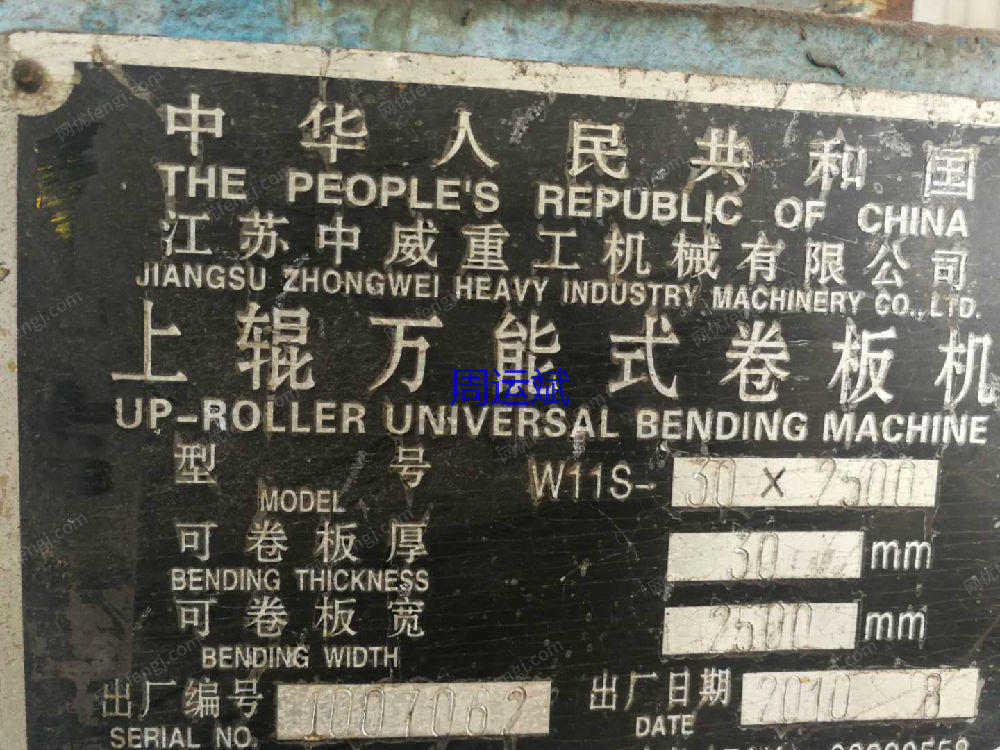 中华人民共和国
THE PEOPLE'S REPUBLIC OF CHINA
江苏中威重工机械有限公司
JIANGSU ZHONGWEI HEAVY INDUSTRY MACHINERY CO.,LTD.
上辊万能式卷板机
周运斌
UP-ROLLER UNIVERSAL BENDING MACHINE
型号 W11S-30×2500
MODEL
可卷板厚 30 mm
BENDING THICKNESS
可卷板宽 2500 mm
BENDING WIDTH
出厂编号 1007062 出厂日期 2010 8
SERIAL NO. DATE